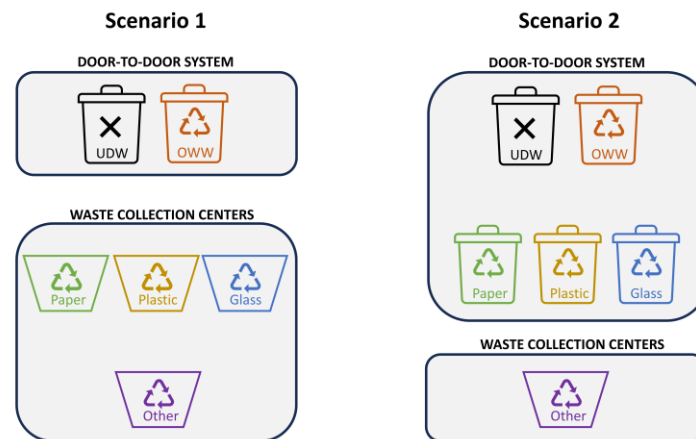 Scenario 1
DOOR-TO-DOOR SYSTEM
UDW
OWW
WASTE COLLECTION CENTERS
Paper
Plastic
Glass
Other
Scenario 2
DOOR-TO-DOOR SYSTEM
UDW
OWW
Paper
Plastic
Glass
WASTE COLLECTION CENTERS
Other